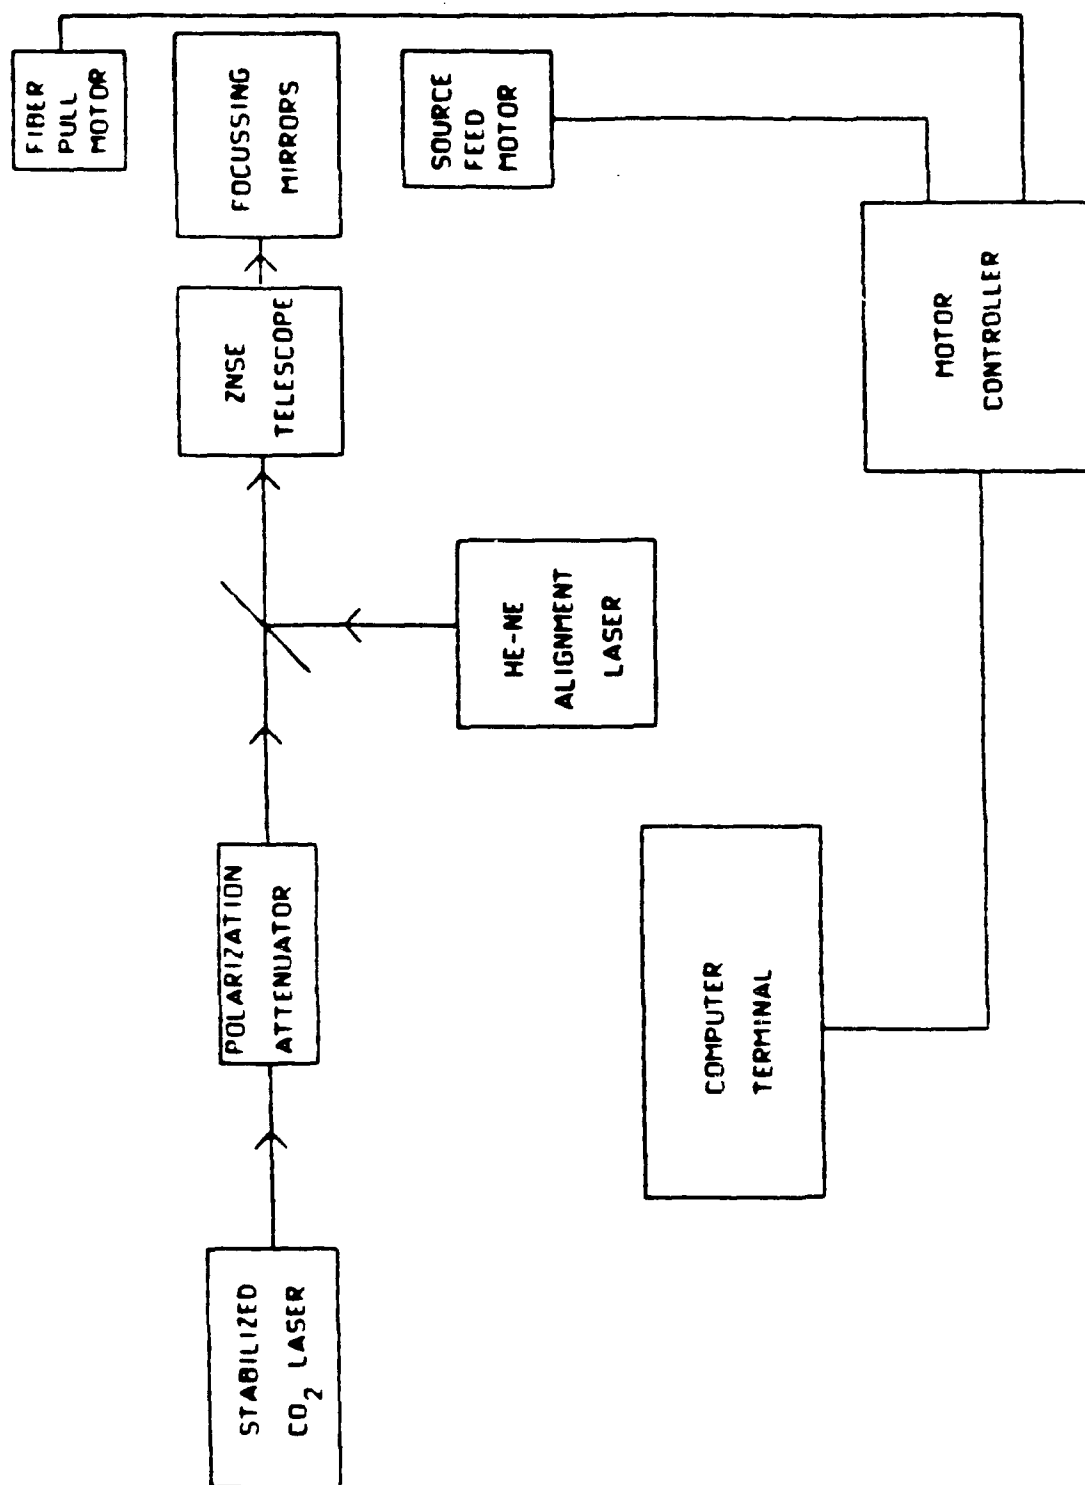 FIBER
PULL
MOTOR
FOCUSSING
MIRRORS
SOURCE
FEED
MOTOR
ZNSE
TELESCOPE
MOTOR
CONTROLLER
HE-NE
ALIGNMENT
LASER
POLARIZATION
ATTENUATOR
COMPUTER
TERMINAL
STABILIZED
CO₂ LASER